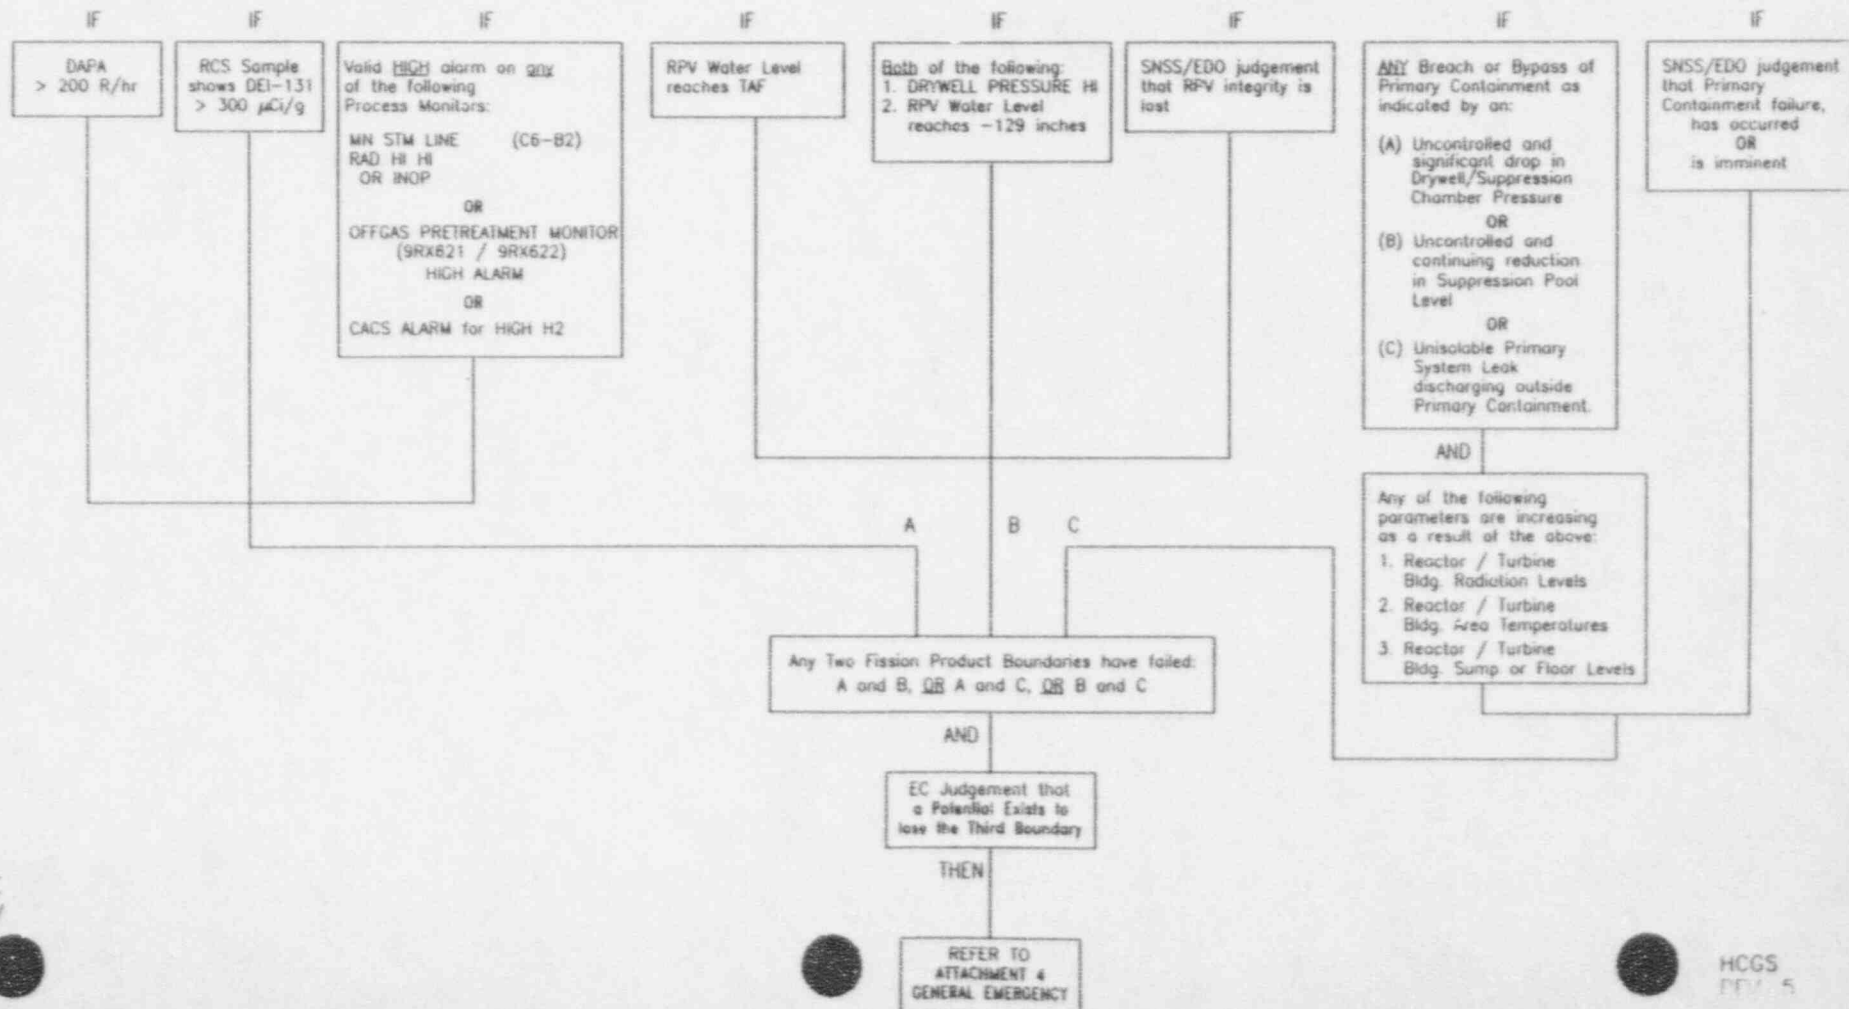 IF
DAPA
> 200 R/hr
IF
RCS Sample
shows DEI-131
> 300 µCi/g
IF
Valid HIGH alarm on any
of the following
Process Monitors:
MN STM LINE (C6-B2)
RAD HI HI
OR INOP
OR
OFFGAS PRETREATMENT MONITOR
(9RX621 / 9RX622)
HIGH ALARM
OR
CACS ALARM for HIGH H2
IF
RPV Water Level
reaches TAF
IF
Both of the following:
1. DRYWELL PRESSURE HI
2. RPV Water Level
reaches -129 inches
IF
SNSS/EDO judgement
that RPV integrity is
lost
IF
ANY Breach or Bypass of
Primary Containment as
indicated by an:
(A) Uncontrolled and
significant drop in
Drywell/Suppression
Chamber Pressure
OR
(B) Uncontrolled and
continuing reduction
in Suppression Pool
Level
OR
(C) Unisolable Primary
System Leak
discharging outside
Primary Containment.
AND
Any of the following
parameters are increasing
as a result of the above:
1. Reactor / Turbine
Bldg. Radiation Levels
2. Reactor / Turbine
Bldg. Area Temperatures
3. Reactor / Turbine
Bldg. Sump or Floor Levels
IF
SNSS/EDO judgement
that Primary
Containment failure,
has occurred
OR
is imminent
A
B
C
Any Two Fission Product Boundaries have failed:
A and B, OR A and C, OR B and C
AND
EC Judgement that
a Potential Exists to
lose the Third Boundary
THEN
REFER TO
ATTACHMENT 4
GENERAL EMERGENCY
HCGS
REV. 5